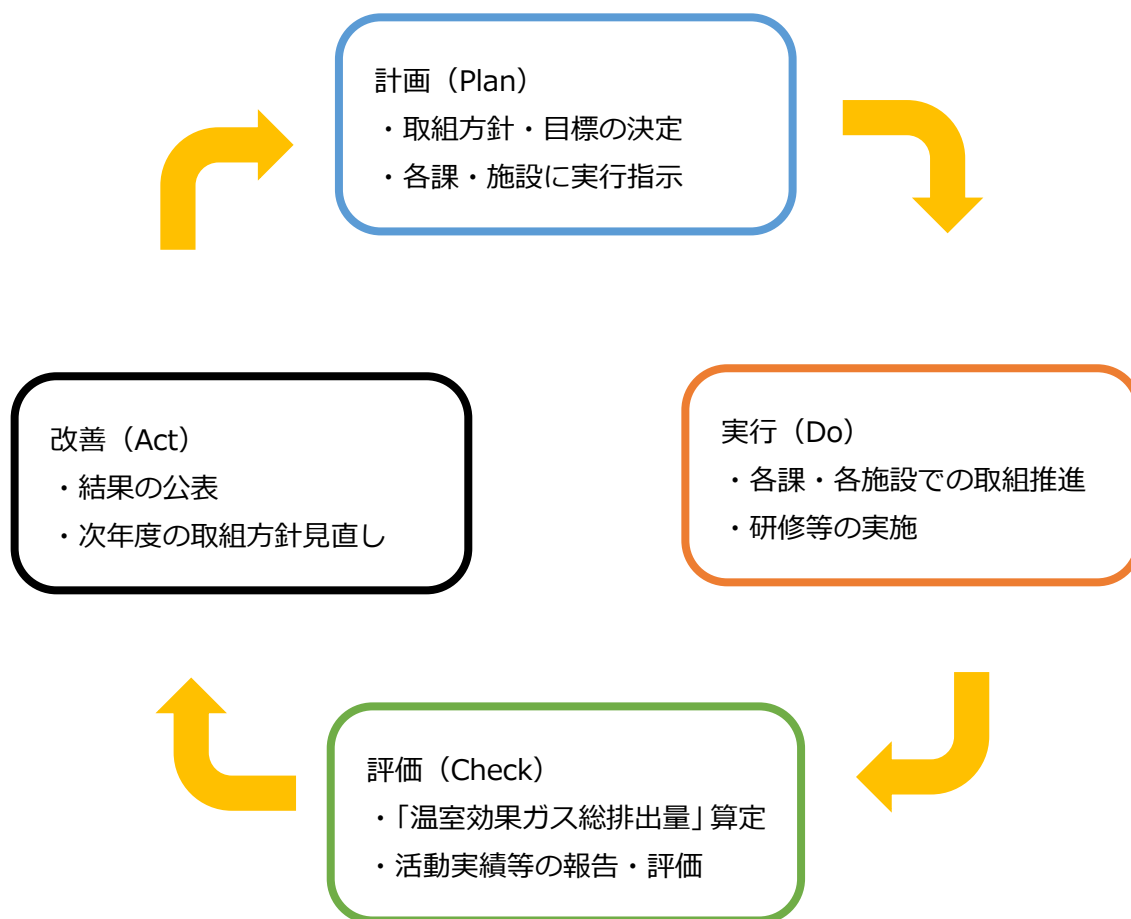 計画（Plan）
・取組方針・目標の決定
・各課・施設に実行指示
実行（Do）
・各課・各施設での取組推進
・研修等の実施
評価（Check）
・「温室効果ガス総排出量」算定
・活動実績等の報告・評価
改善（Act）
・結果の公表
・次年度の取組方針見直し